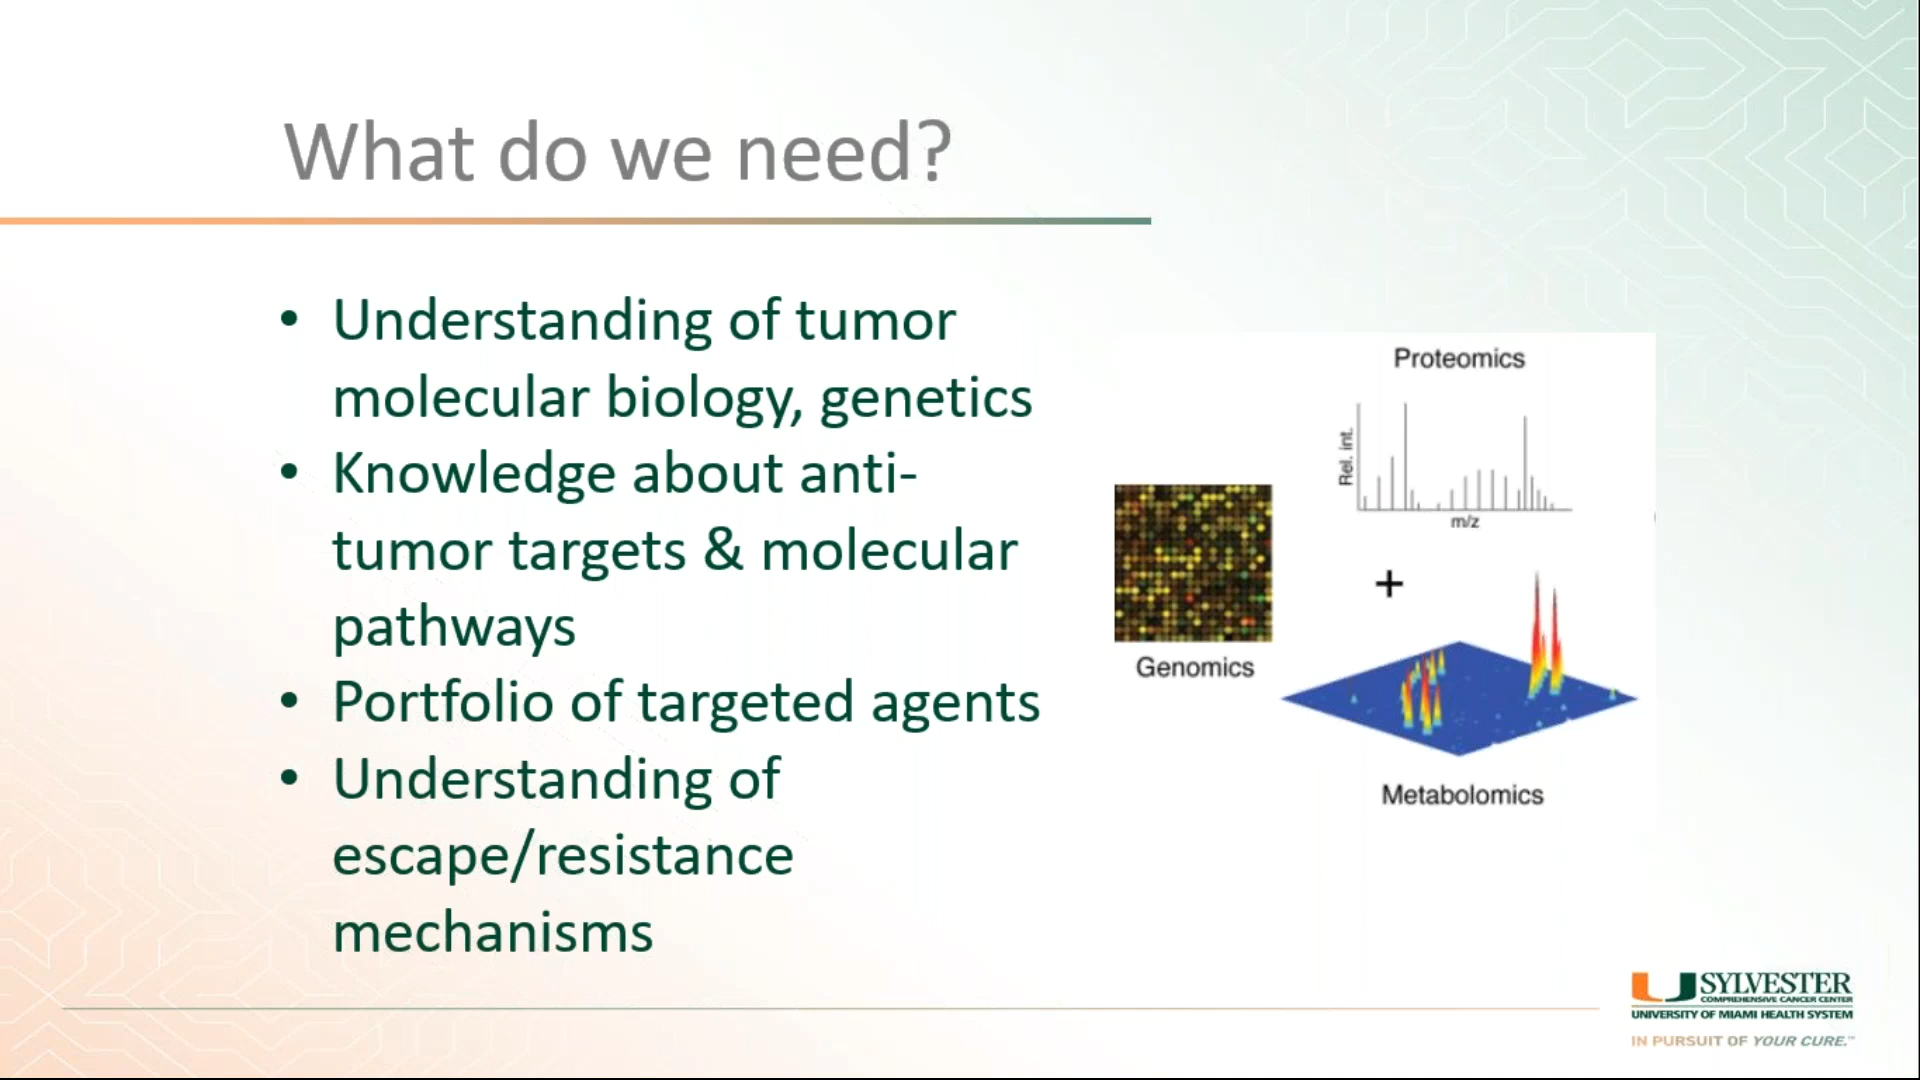 What do we need?
• Understanding of tumor
molecular biology, genetics
• Knowledge about anti-
tumor targets & molecular
pathways
• Portfolio of targeted agents
• Understanding of
escape/resistance
mechanisms
Proteomics
Rel. int.
m/z
+
Genomics
Metabolomics
SYLVESTER
COMPREHENSIVE CANCER CENTER
UNIVERSITY OF MIAMI HEALTH SYSTEM
IN PURSUIT OF YOUR CURE.™